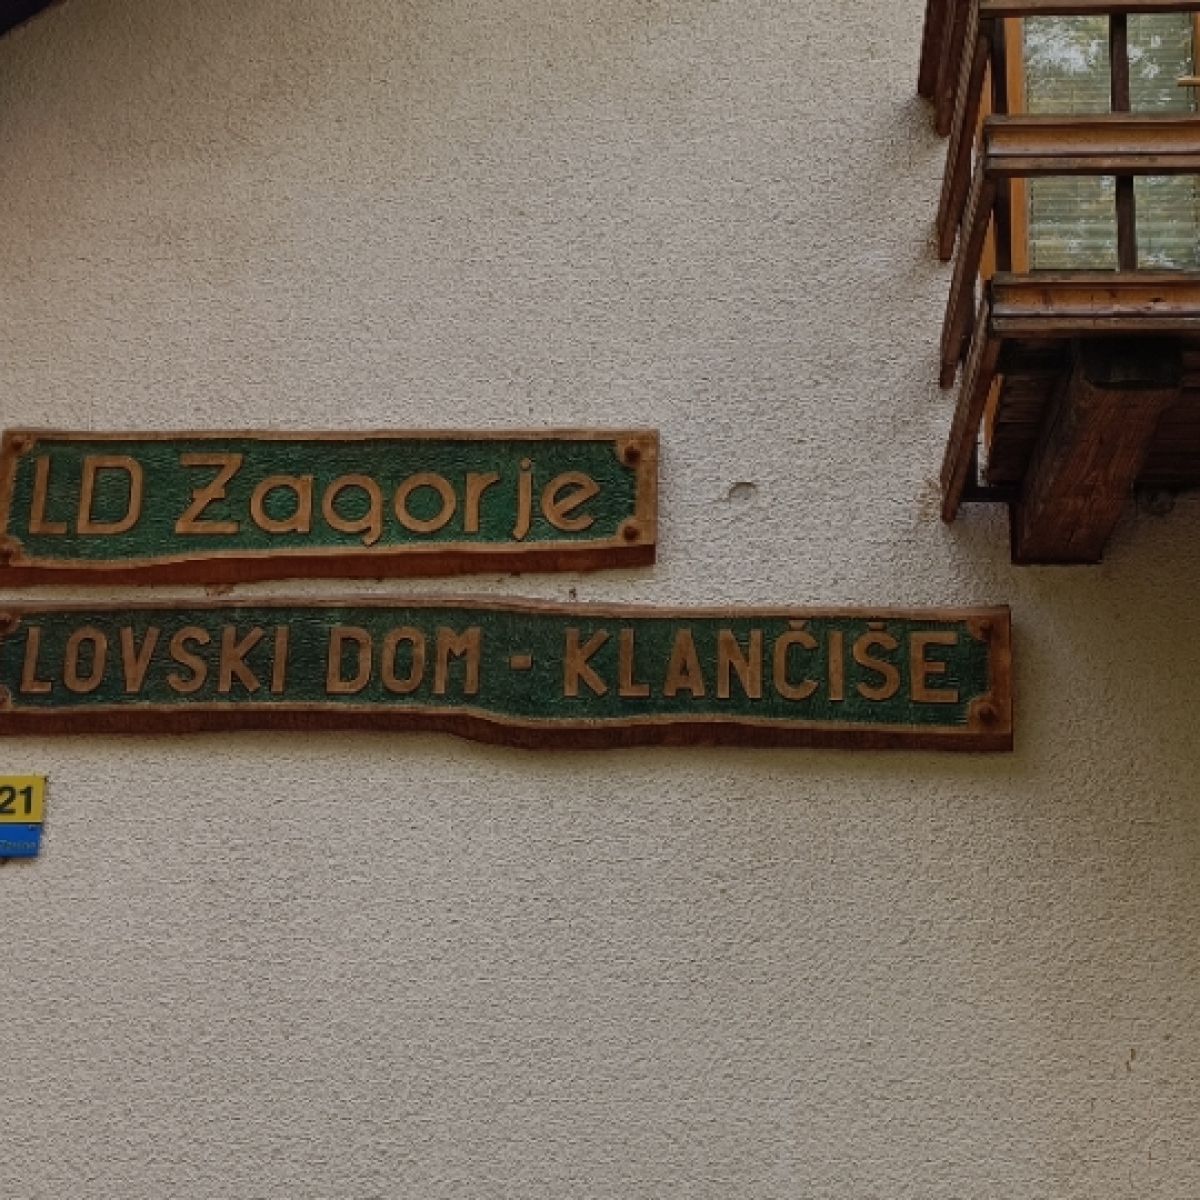 LD Zagorje
LOVSKI DOM - KLANČIŠE
21